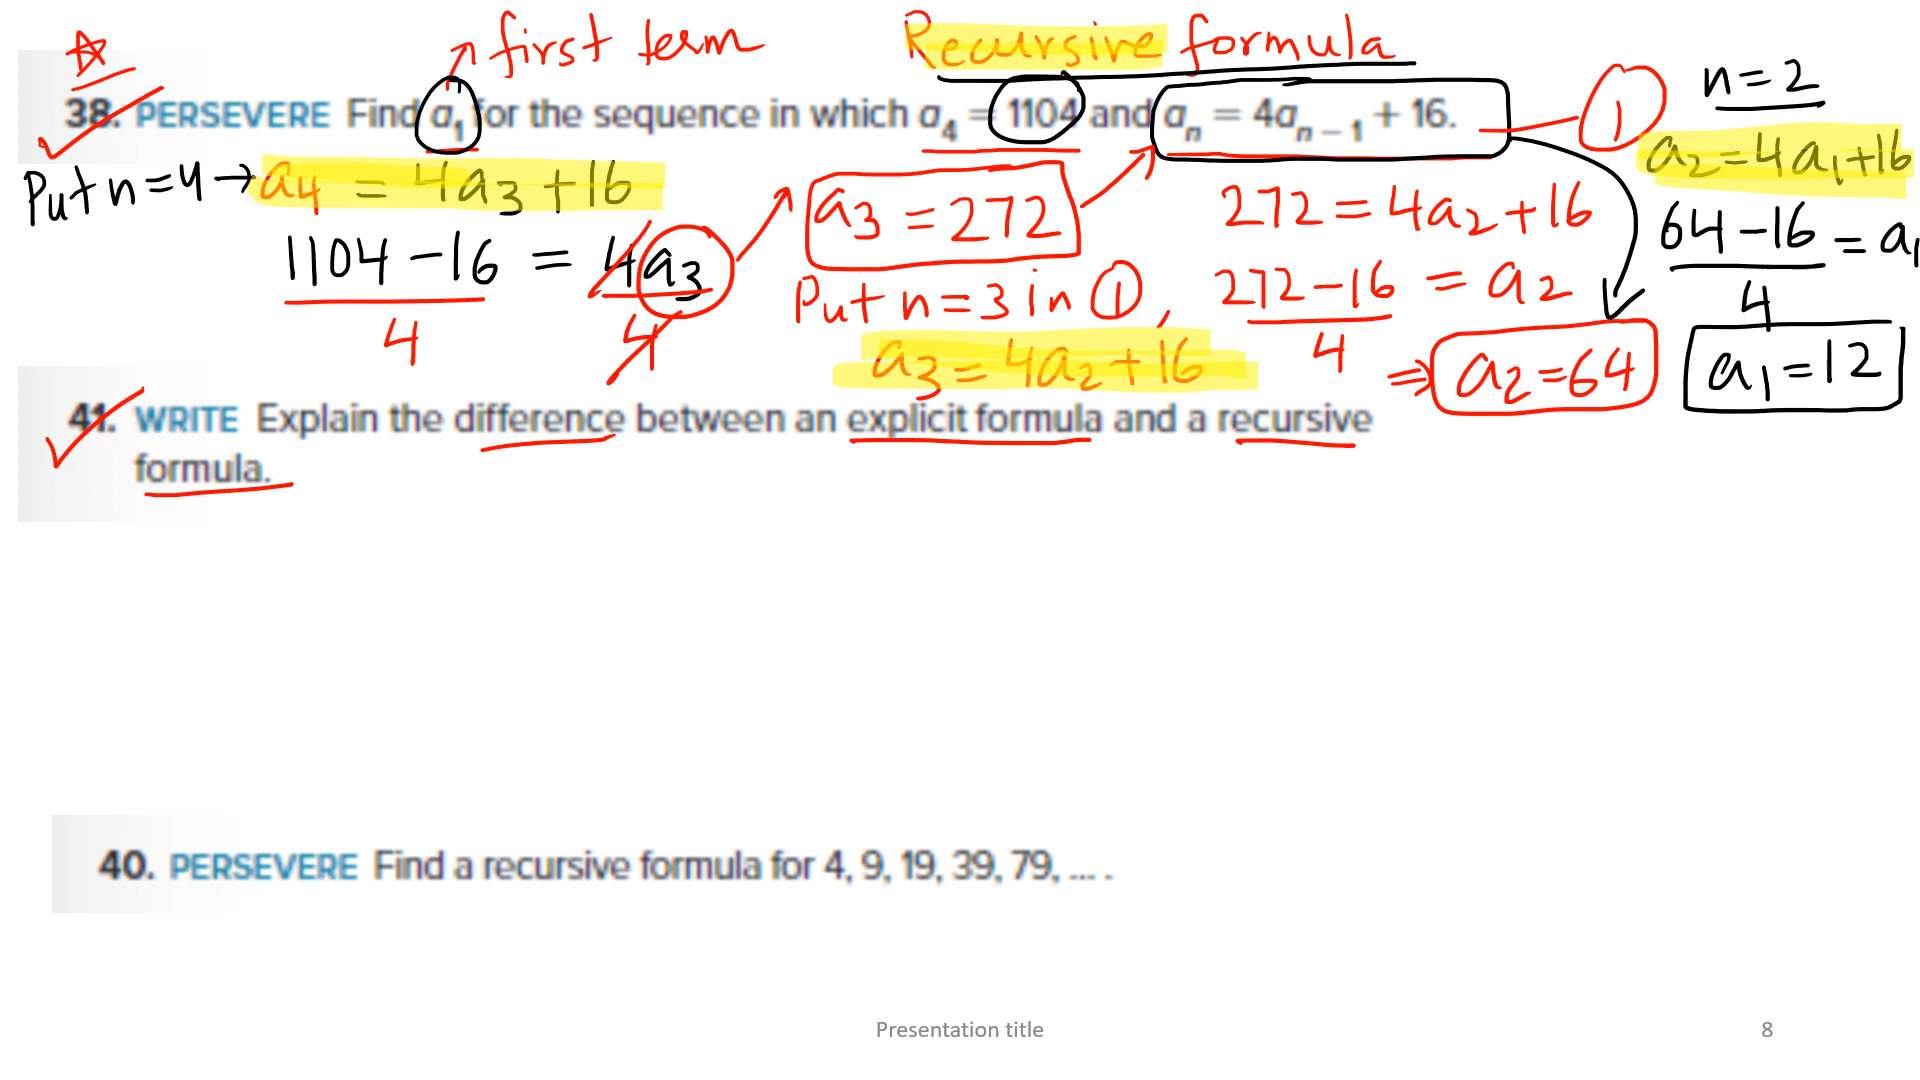 first term
Recursive formula
n=2
38. PERSEVERE Find a₁ for the sequence in which a₄ = 1104 and aₙ = 4aₙ₋₁ + 16.
1
a₂=4a₁+16
Put n=4→ a₄ = 4a₃+16
a₃=272
272=4a₂+16
64-16/4 = a₁
1104-16/4 = 4a₃/4
Put n=3 in 1,
272-16/4 = a₂
a₃=4a₂+16
⇒ a₂=64
a₁=12
41. WRITE Explain the difference between an explicit formula and a recursive
formula.
40. PERSEVERE Find a recursive formula for 4, 9, 19, 39, 79, ... .
Presentation title
8